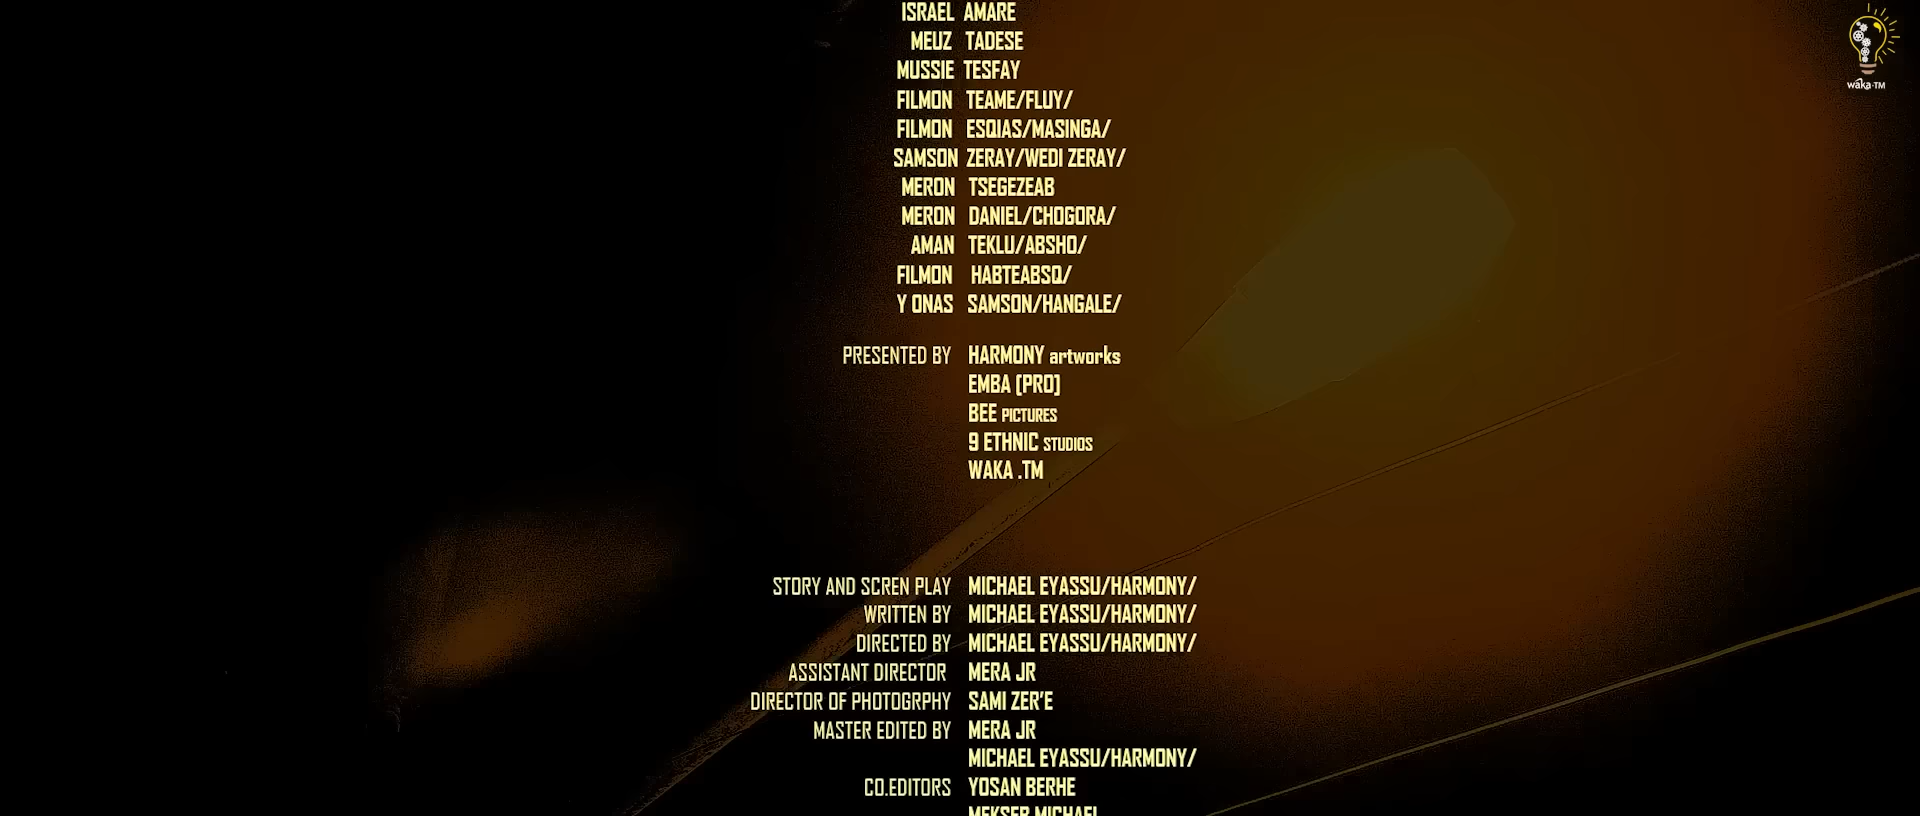 ISRAEL AMARE
MEUZ TADESE
MUSSIE TESFAY
FILMON TEAME/FLUY/
FILMON ESQIAS/MASINGA/
SAMSON ZERAY/WEDI ZERAY/
MERON TSEGEZEAB
MERON DANIEL/CHOGORA/
AMAN TEKLU/ABSHO/
FILMON HABTEABSQ/
Y ONAS SAMSON/HANGALE/
PRESENTED BY HARMONY artworks
EMBA [PRO]
BEE PICTURES
9 ETHNIC STUDIOS
WAKA .TM
STORY AND SCREN PLAY MICHAEL EYASSU/HARMONY/
WRITTEN BY MICHAEL EYASSU/HARMONY/
DIRECTED BY MICHAEL EYASSU/HARMONY/
ASSISTANT DIRECTOR MERA JR
DIRECTOR OF PHOTOGRPHY SAMI ZER'E
MASTER EDITED BY MERA JR
MICHAEL EYASSU/HARMONY/
CO.EDITORS YOSAN BERHE
MEKSER MICHAEL
waka.TM